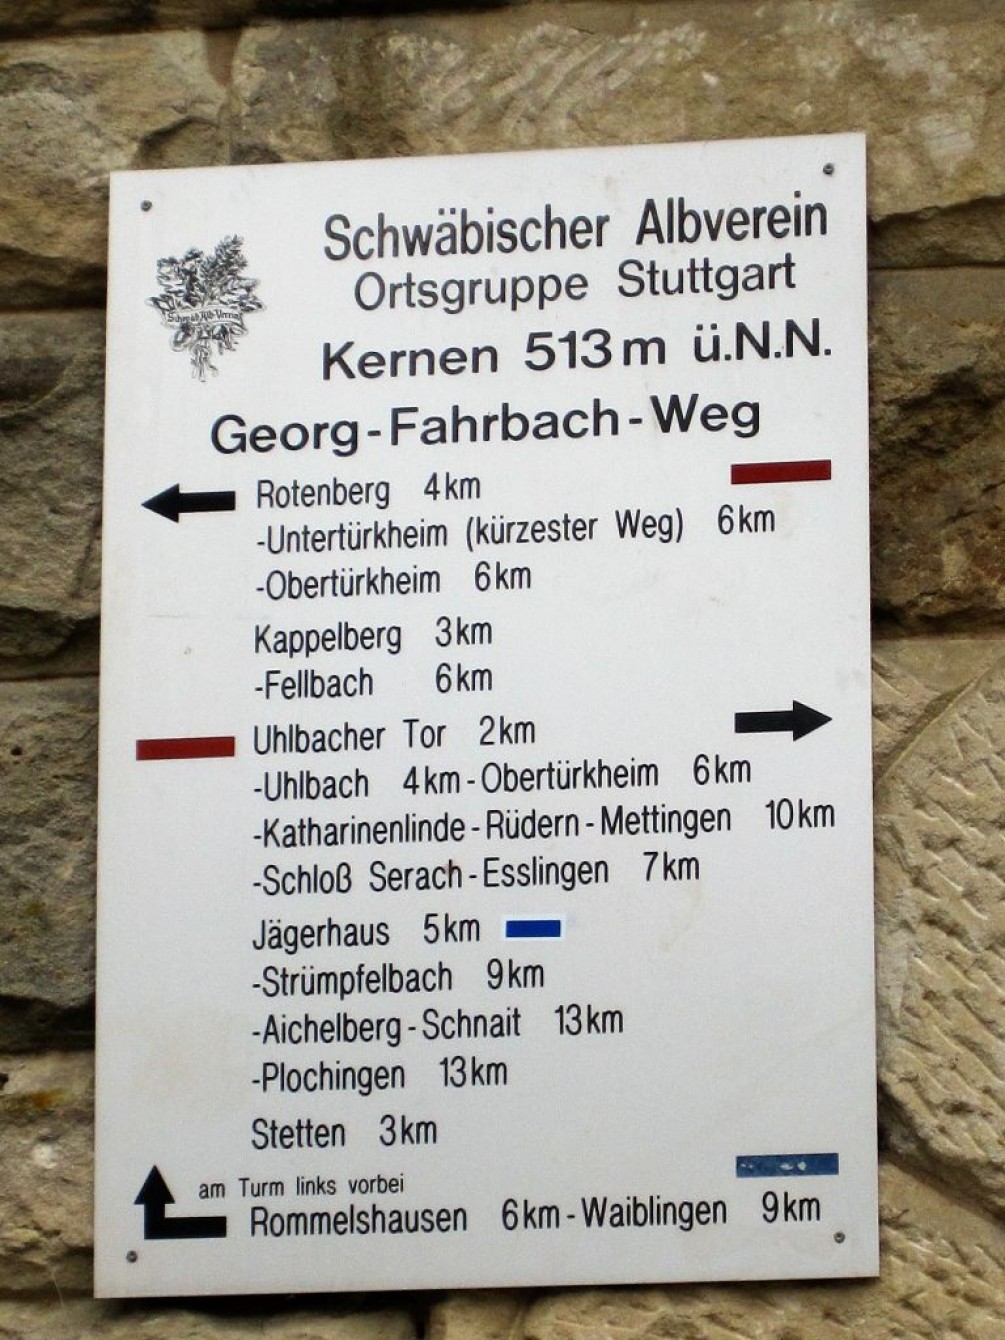 Schwäbischer Albverein
Ortsgruppe Stuttgart
Kernen 513 m ü.N.N.
Georg-Fahrbach-Weg
Rotenberg 4km
-Untertürkheim (kürzester Weg) 6km
-Obertürkheim 6km
Kappelberg 3km
-Fellbach 6km
Uhlbacher Tor 2km
-Uhlbach 4km-Obertürkheim 6km
-Katharinenlinde-Rüdern-Mettingen 10km
-Schloß Serach-Esslingen 7km
Jägerhaus 5km
-Strümpfelbach 9km
-Aichelberg-Schnait 13km
-Plochingen 13km
Stetten 3km
am Turm links vorbei
Rommelshausen 6km-Waiblingen 9km